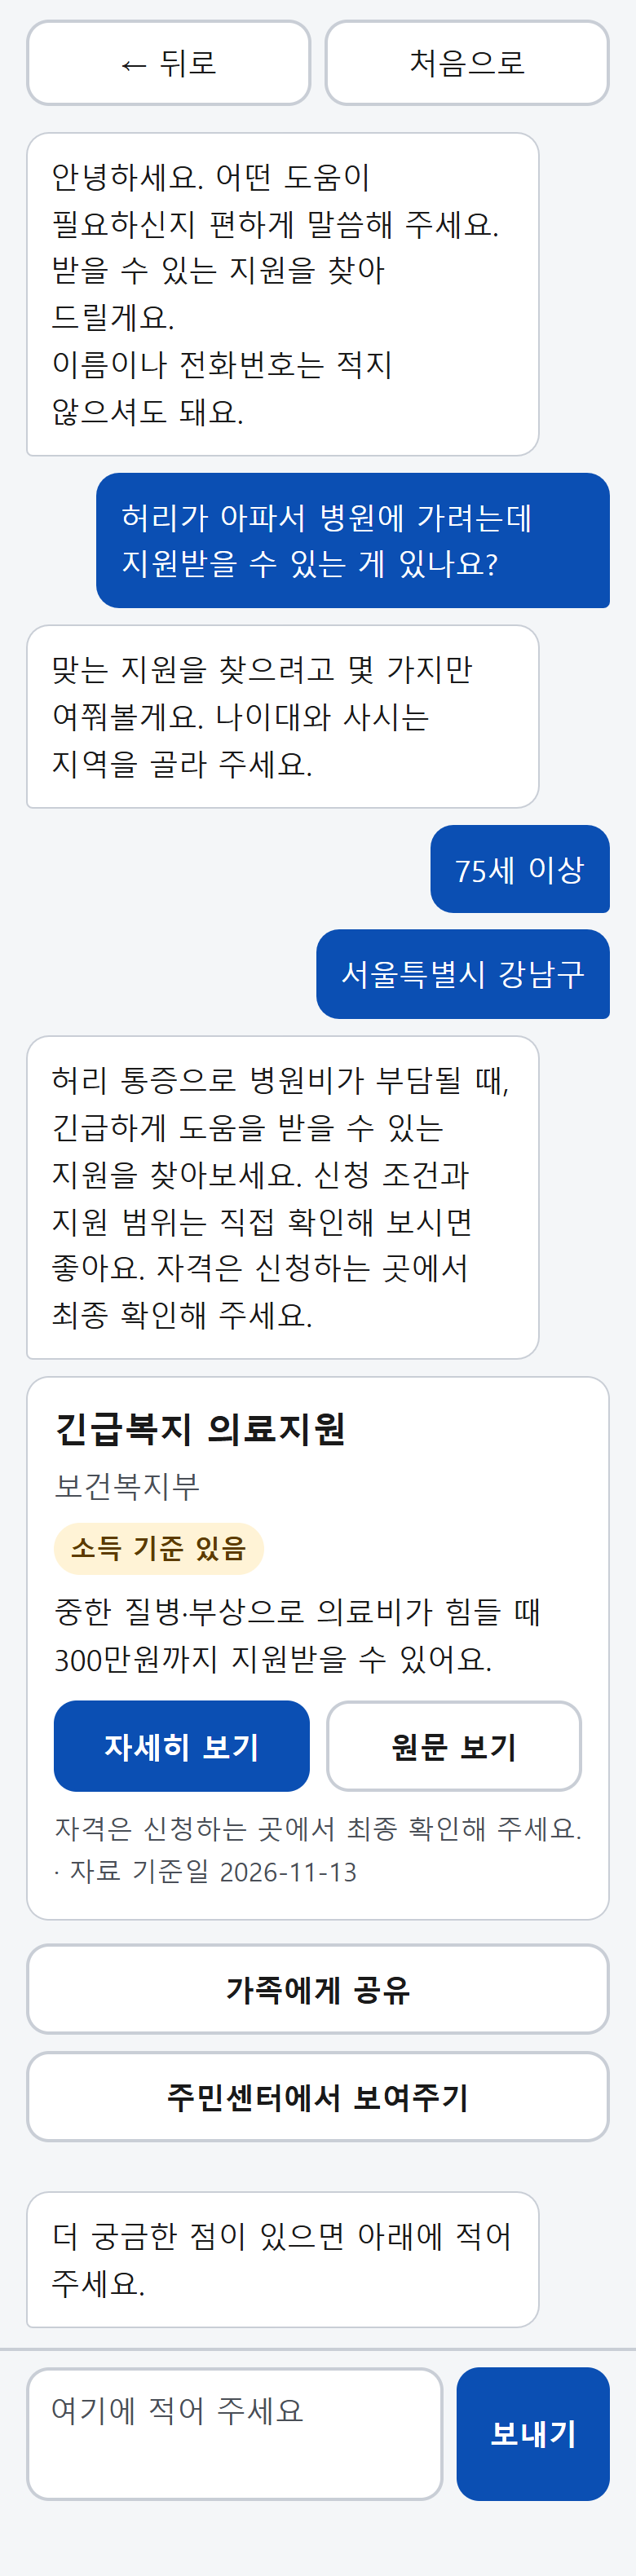 ← 뒤로
처음으로
안녕하세요. 어떤 도움이
필요하신지 편하게 말씀해 주세요.
받을 수 있는 지원을 찾아
드릴게요.
이름이나 전화번호는 적지
않으셔도 돼요.
허리가 아파서 병원에 가려는데
지원받을 수 있는 게 있나요?
맞는 지원을 찾으려고 몇 가지만
여쭤볼게요. 나이대와 사시는
지역을 골라 주세요.
75세 이상
서울특별시 강남구
허리 통증으로 병원비가 부담될 때,
긴급하게 도움을 받을 수 있는
지원을 찾아보세요. 신청 조건과
지원 범위는 직접 확인해 보시면
좋아요. 자격은 신청하는 곳에서
최종 확인해 주세요.
긴급복지 의료지원
보건복지부
소득 기준 있음
중한 질병·부상으로 의료비가 힘들 때
300만원까지 지원받을 수 있어요.
자세히 보기
원문 보기
자격은 신청하는 곳에서 최종 확인해 주세요.
· 자료 기준일 2026-11-13
가족에게 공유
주민센터에서 보여주기
더 궁금한 점이 있으면 아래에 적어
주세요.
여기에 적어 주세요
보내기